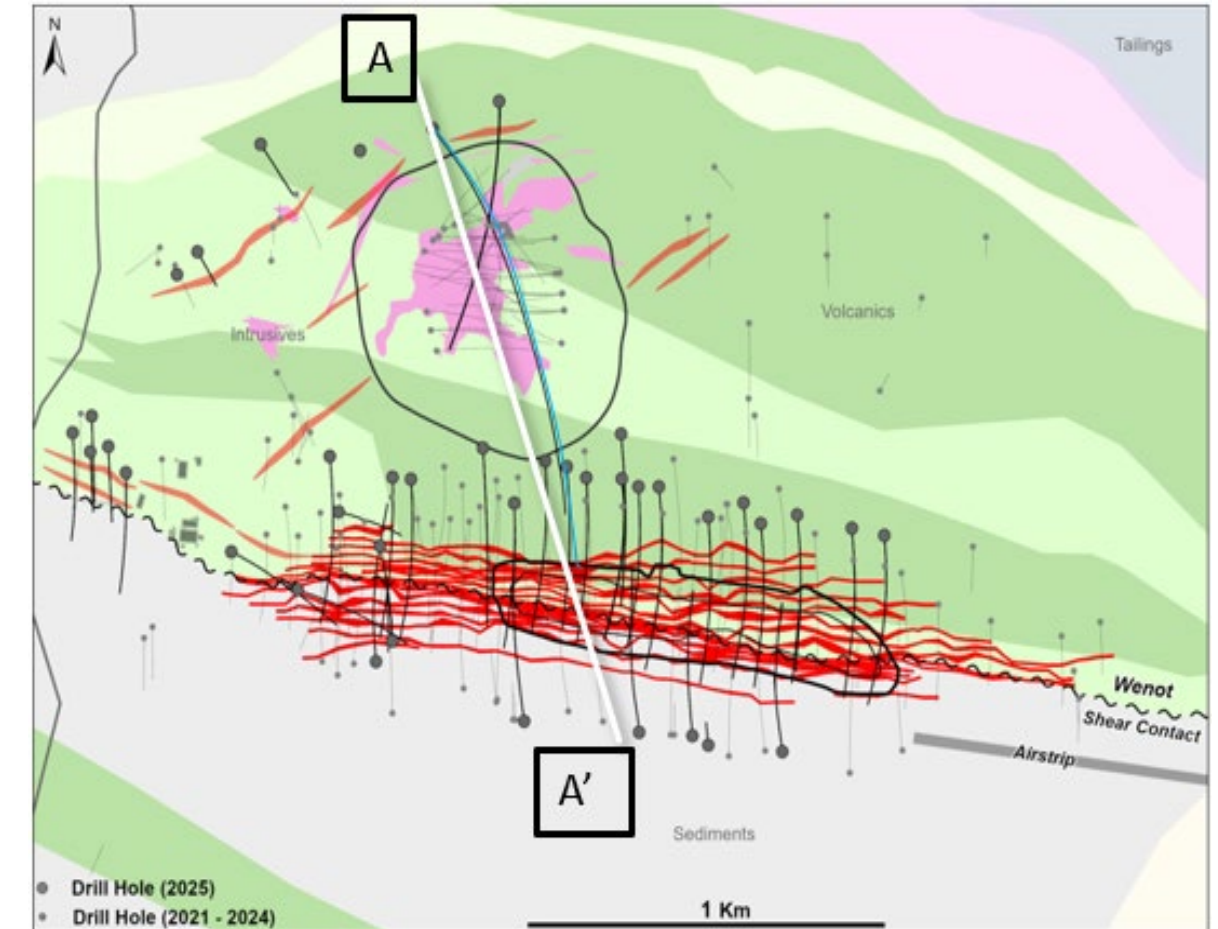 N
A
Tailings
Volcanics
Intrusives
Wenot
Shear Contact
Airstrip
A’
Sediments
Drill Hole (2025)
Drill Hole (2021 - 2024)
1 Km